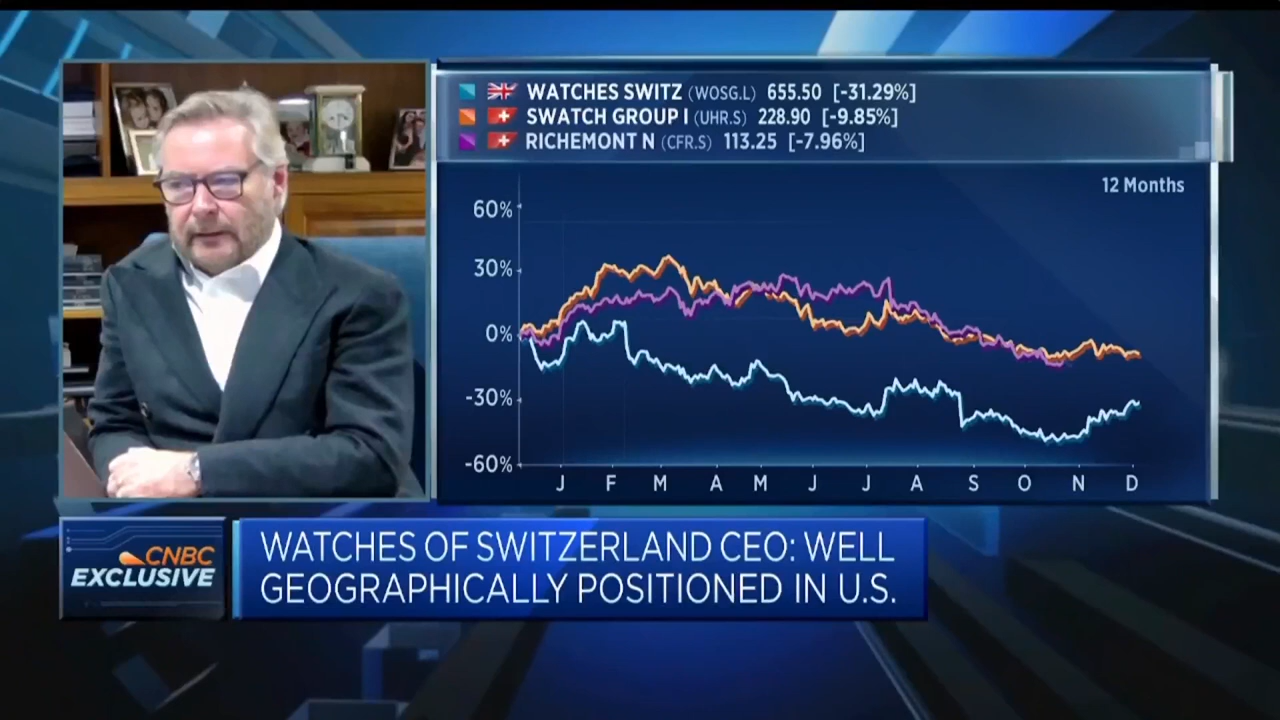 WATCHES SWITZ (WOSG.L) 655.50 [-31.29%]
SWATCH GROUP I (UHR.S) 228.90 [-9.85%]
RICHEMONT N (CFR.S) 113.25 [-7.96%]
12 Months
60%
30%
0%
-30%
-60%
J F M A M J J A S O N D
CNBC
EXCLUSIVE
WATCHES OF SWITZERLAND CEO: WELL
GEOGRAPHICALLY POSITIONED IN U.S.